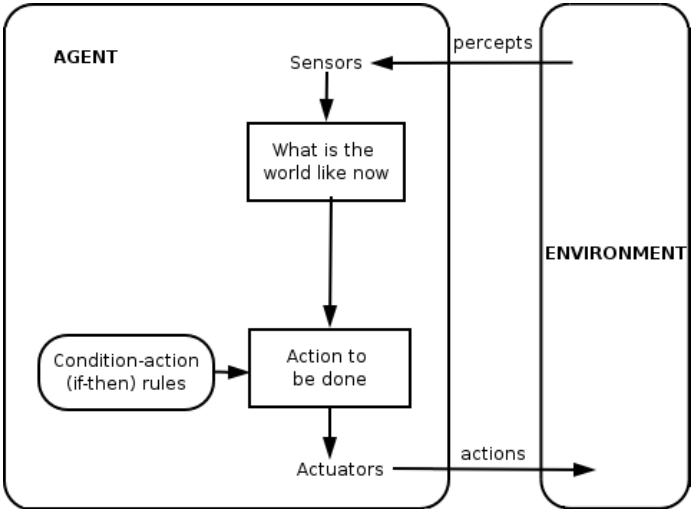 AGENT
Sensors
percepts
What is the
world like now
ENVIRONMENT
Condition-action
(if-then) rules
Action to
be done
Actuators
actions